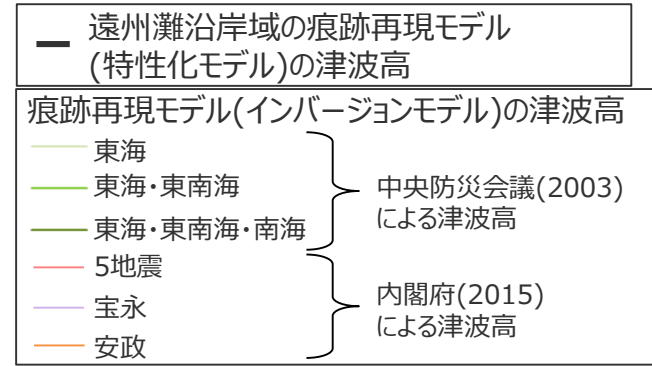 遠州灘沿岸域の痕跡再現モデル
(特性化モデル)の津波高
痕跡再現モデル(インバージョンモデル)の津波高
東海
東海・東南海
東海・東南海・南海
中央防災会議(2003)
による津波高
5地震
宝永
安政
内閣府(2015)
による津波高